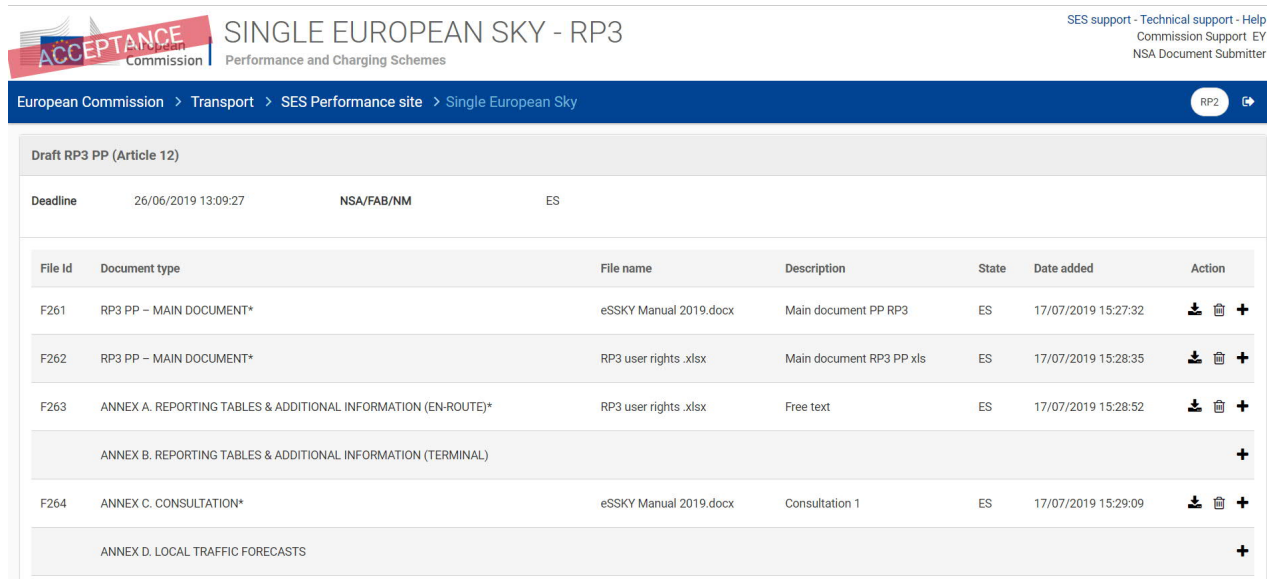 ACCEPTANCE
European
Commission
SINGLE EUROPEAN SKY - RP3
Performance and Charging Schemes
SES support - Technical support - Help
Commission Support EY
NSA Document Submitter
European Commission > Transport > SES Performance site > Single European Sky
RP2
Draft RP3 PP (Article 12)
Deadline 26/06/2019 13:09:27 NSA/FAB/NM ES
File Id Document type File name Description State Date added Action
F261 RP3 PP – MAIN DOCUMENT* eSSKY Manual 2019.docx Main document PP RP3 ES 17/07/2019 15:27:32
F262 RP3 PP – MAIN DOCUMENT* RP3 user rights .xlsx Main document RP3 PP xls ES 17/07/2019 15:28:35
F263 ANNEX A. REPORTING TABLES & ADDITIONAL INFORMATION (EN-ROUTE)* RP3 user rights .xlsx Free text ES 17/07/2019 15:28:52
ANNEX B. REPORTING TABLES & ADDITIONAL INFORMATION (TERMINAL)
F264 ANNEX C. CONSULTATION* eSSKY Manual 2019.docx Consultation 1 ES 17/07/2019 15:29:09
ANNEX D. LOCAL TRAFFIC FORECASTS